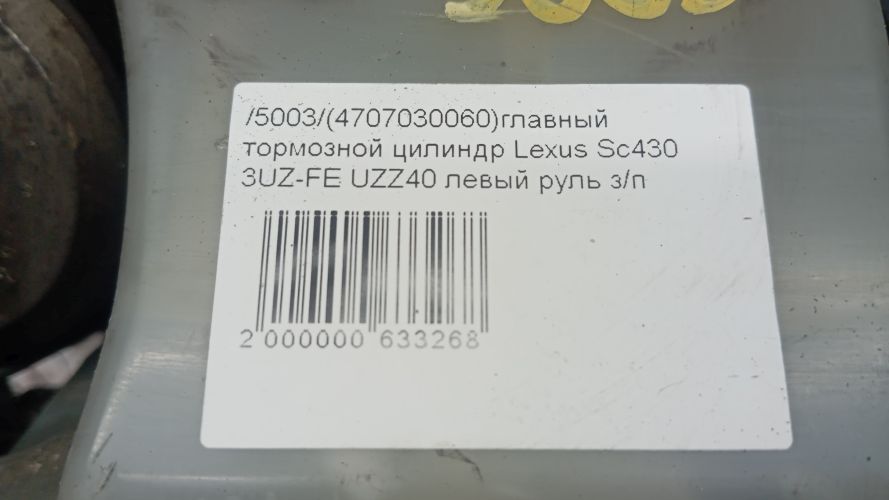 /5003/(4707030060)главный
тормозной цилиндр Lexus Sc430
3UZ-FE UZZ40 левый руль з/п
2 000000 633268